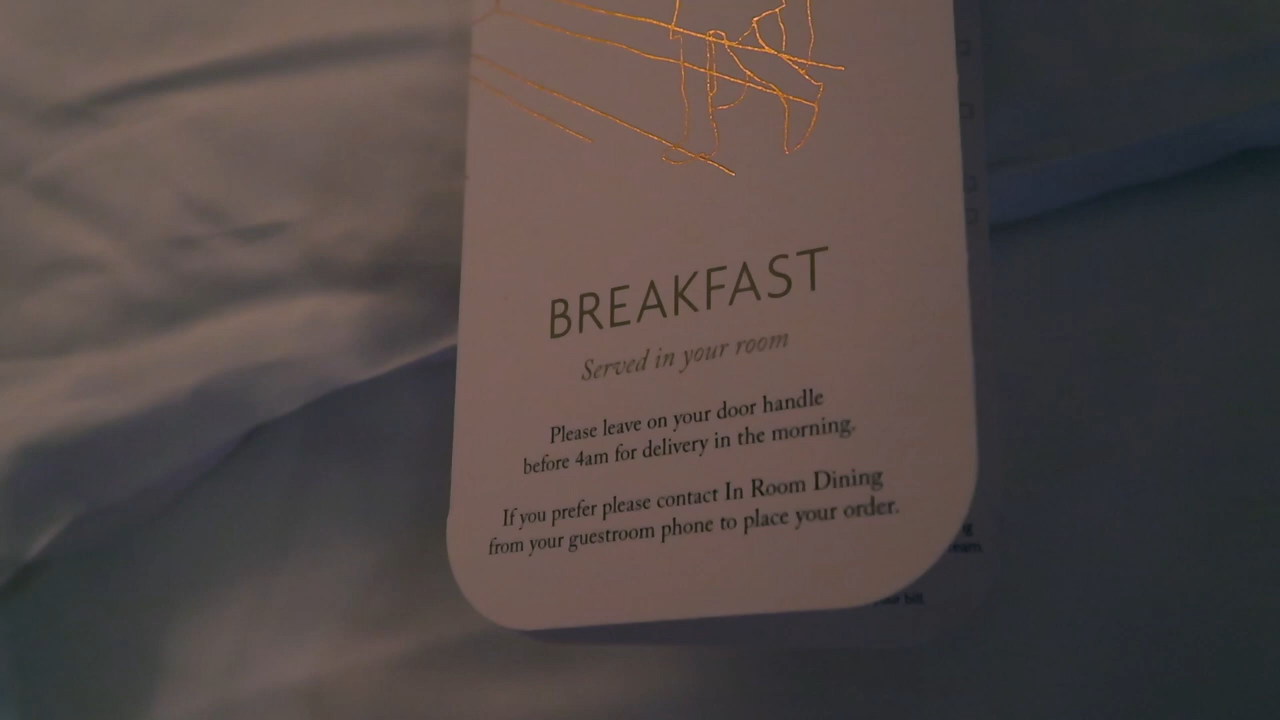 BREAKFAST
Served in your room
Please leave on your door handle
before 4am for delivery in the morning.
If you prefer please contact In Room Dining
from your guestroom phone to place your order.
bill.